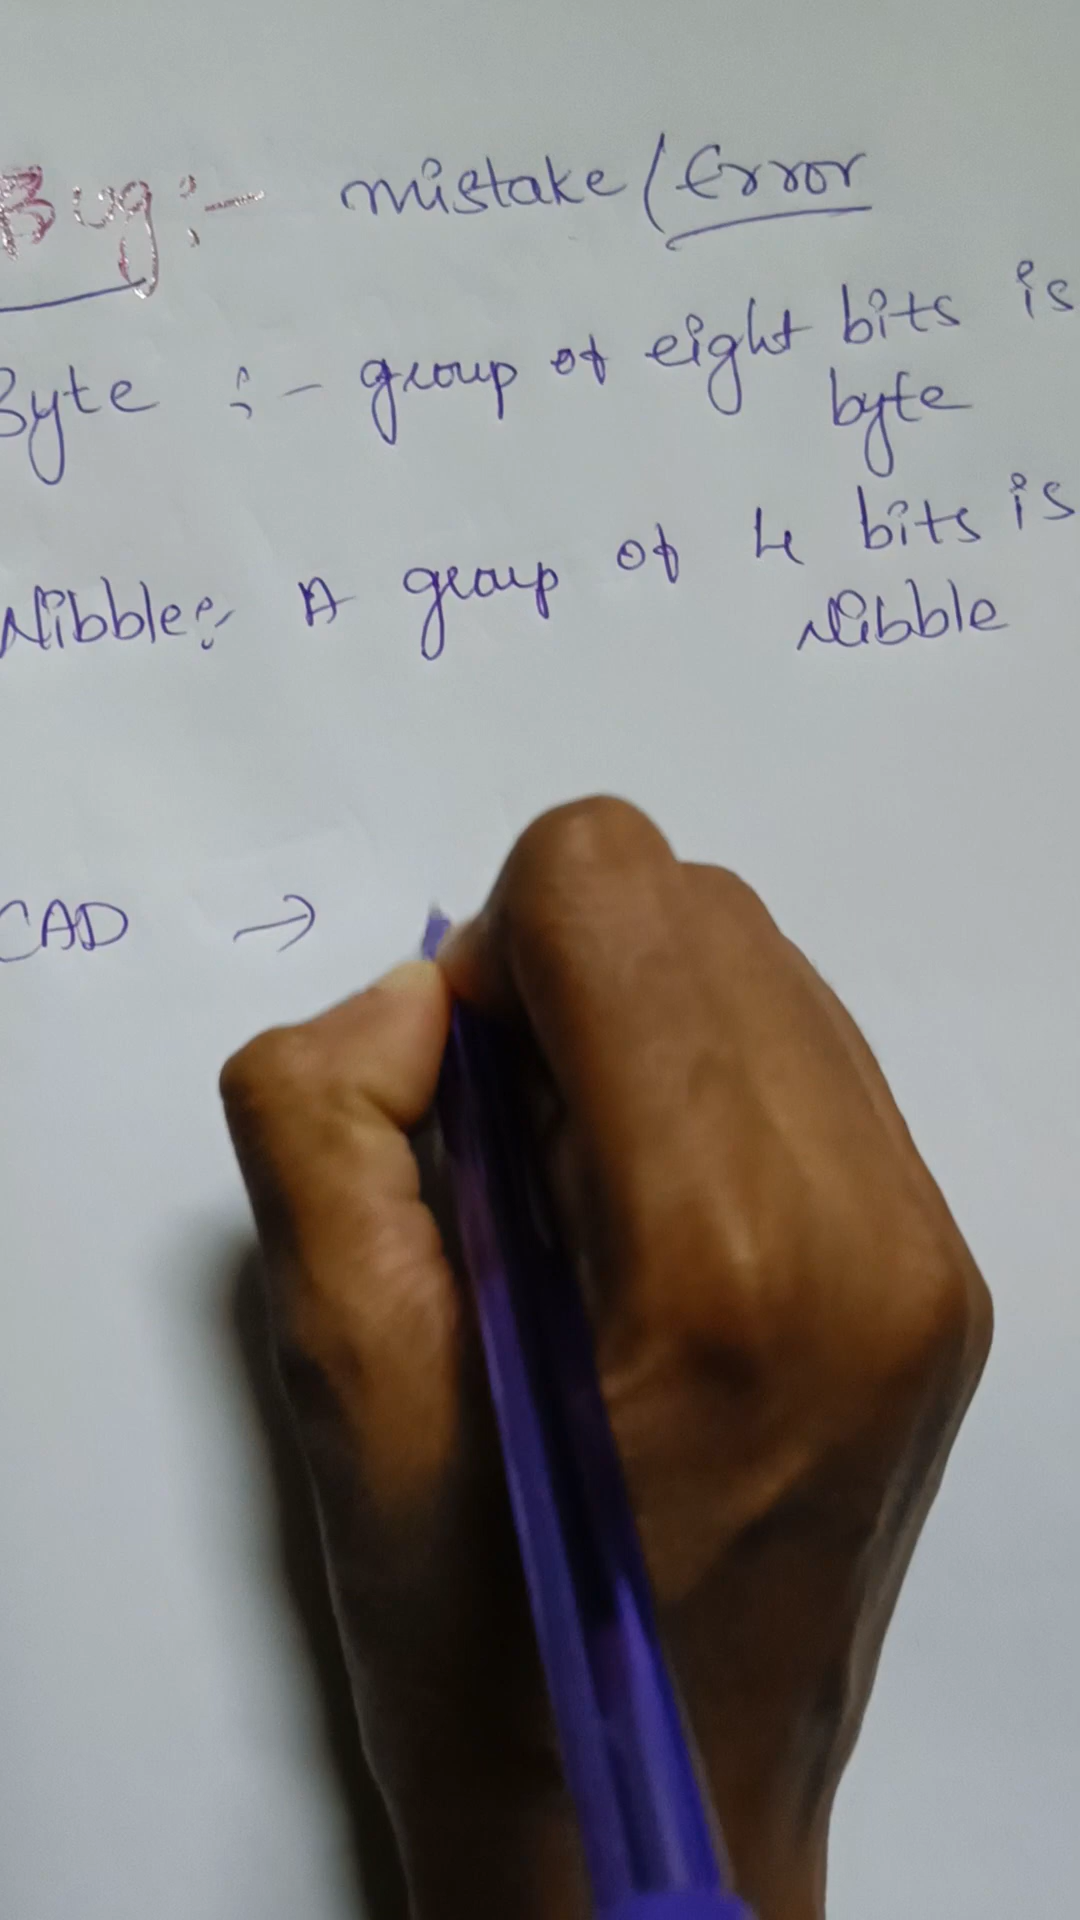 Bug:- mistake / Error
Byte :- group of eight bits is
byte
Nibble:- A group of 4 bits is
Nibble
CAD →